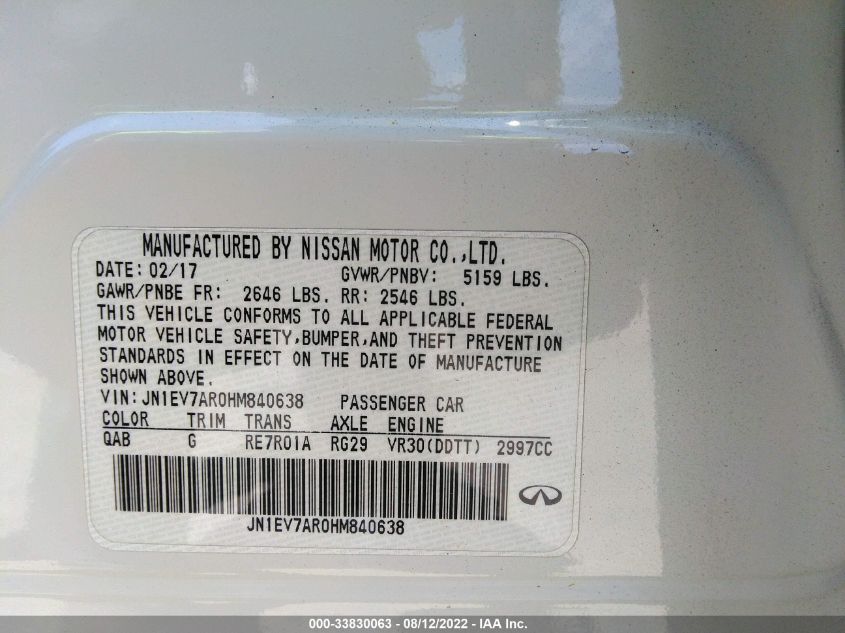 MANUFACTURED BY NISSAN MOTOR CO.,LTD.
DATE: 02/17 GVWR/PNBV: 5159 LBS.
GAWR/PNBE FR: 2646 LBS. RR: 2546 LBS.
THIS VEHICLE CONFORMS TO ALL APPLICABLE FEDERAL
MOTOR VEHICLE SAFETY,BUMPER,AND THEFT PREVENTION
STANDARDS IN EFFECT ON THE DATE OF MANUFACTURE
SHOWN ABOVE.
VIN:JN1EV7AR0HM840638 PASSENGER CAR
COLOR TRIM TRANS AXLE ENGINE
QAB G RE7R01A RG29 VR30(DDTT) 2997CC
JN1EV7AR0HM840638
000-33830063 - 08/12/2022 - IAA Inc.